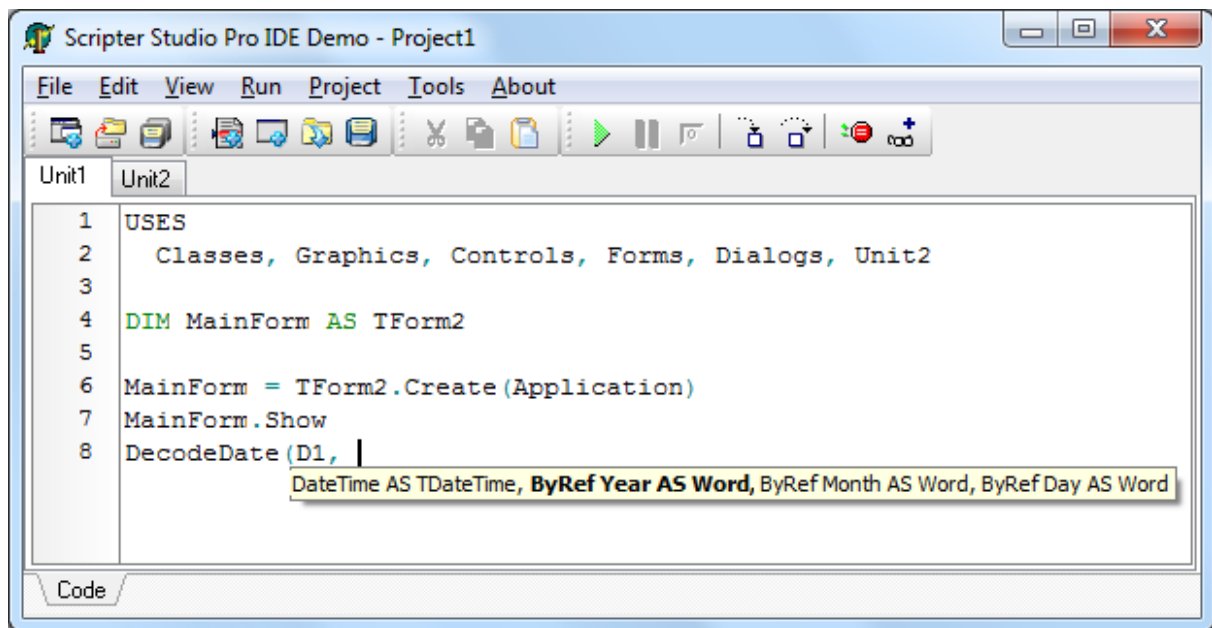 Scripter Studio Pro IDE Demo - Project1
File Edit View Run Project Tools About
Unit1 Unit2
1 USES
2 Classes, Graphics, Controls, Forms, Dialogs, Unit2
3
4 DIM MainForm AS TForm2
5
6 MainForm = TForm2.Create(Application)
7 MainForm.Show
8 DecodeDate(D1,
DateTime AS TDateTime, ByRef Year AS Word, ByRef Month AS Word, ByRef Day AS Word
Code